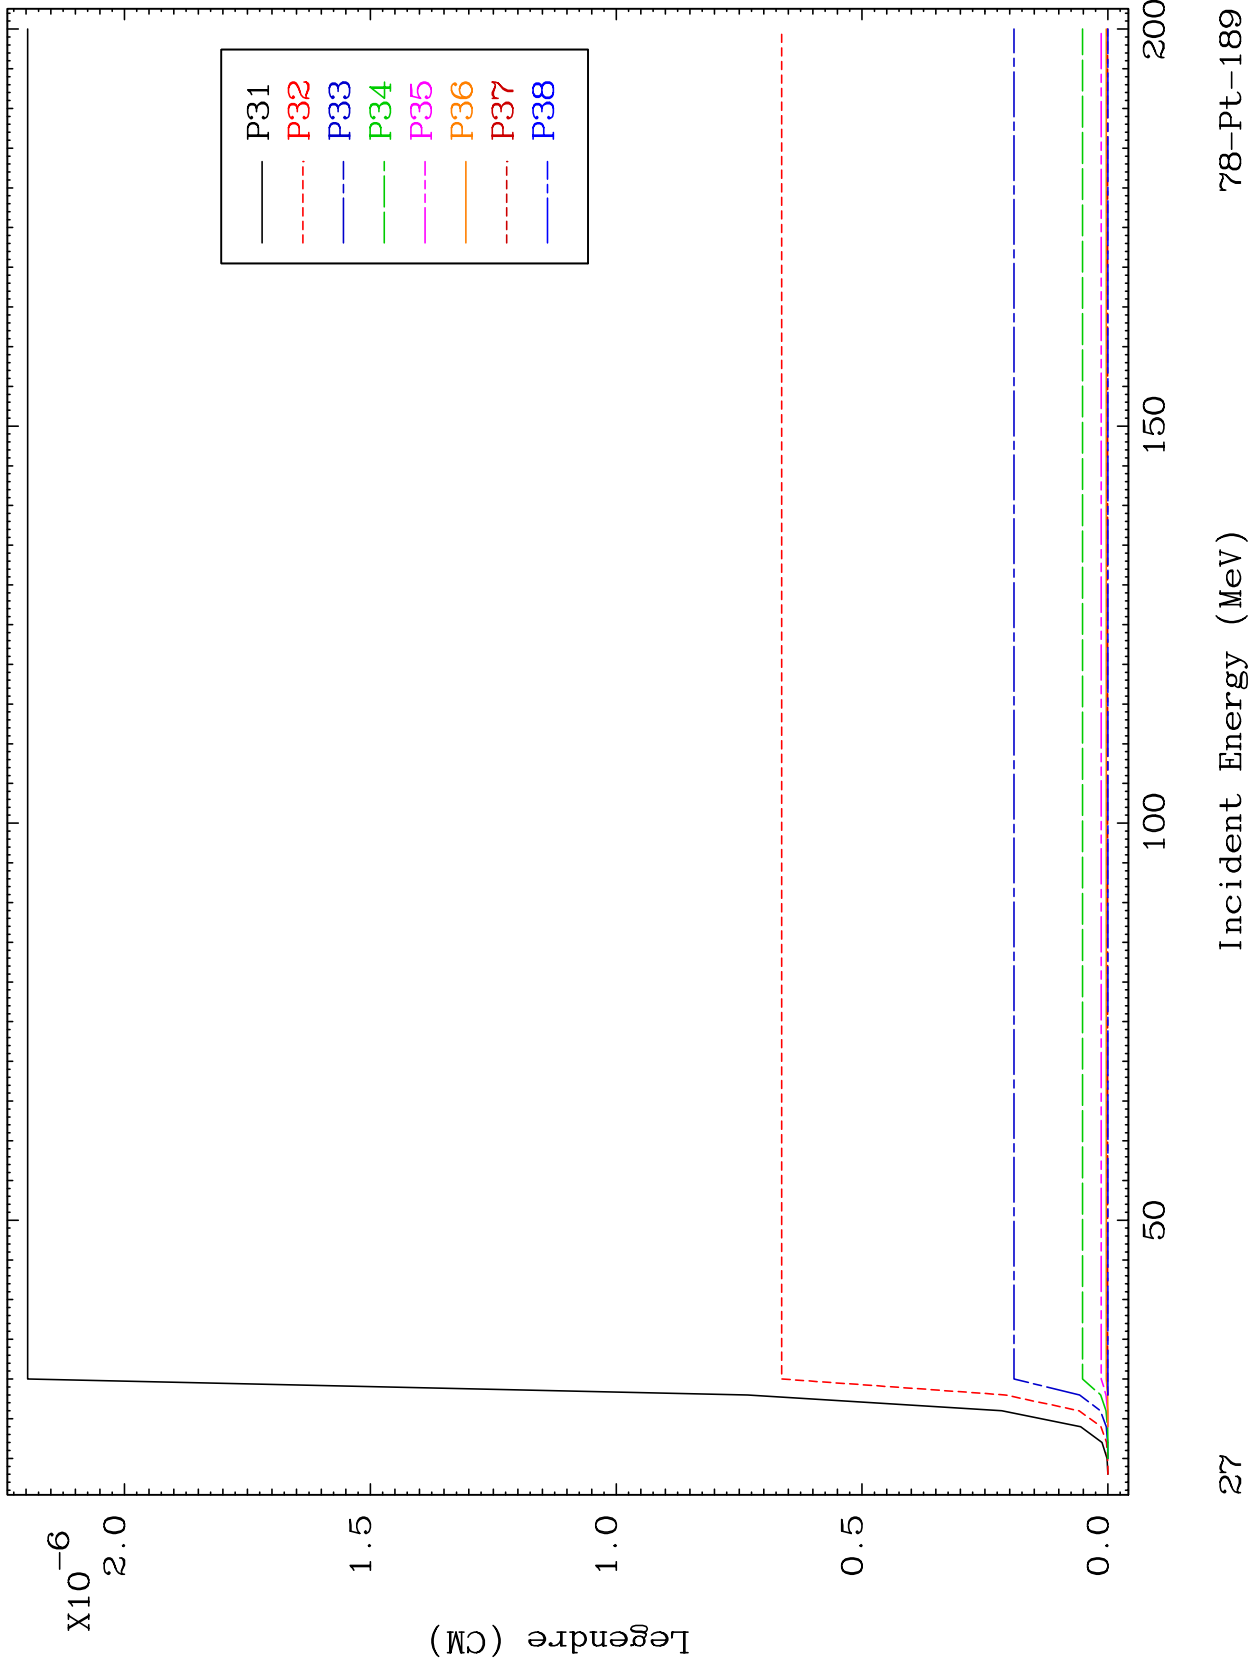 X10-6
2.0
1.5
1.0
0.5
0.0
Legendre (CM)
P31
P32
P33
P34
P35
P36
P37
P38
50
100
150
200
27
Incident Energy (MeV)
78-Pt-189